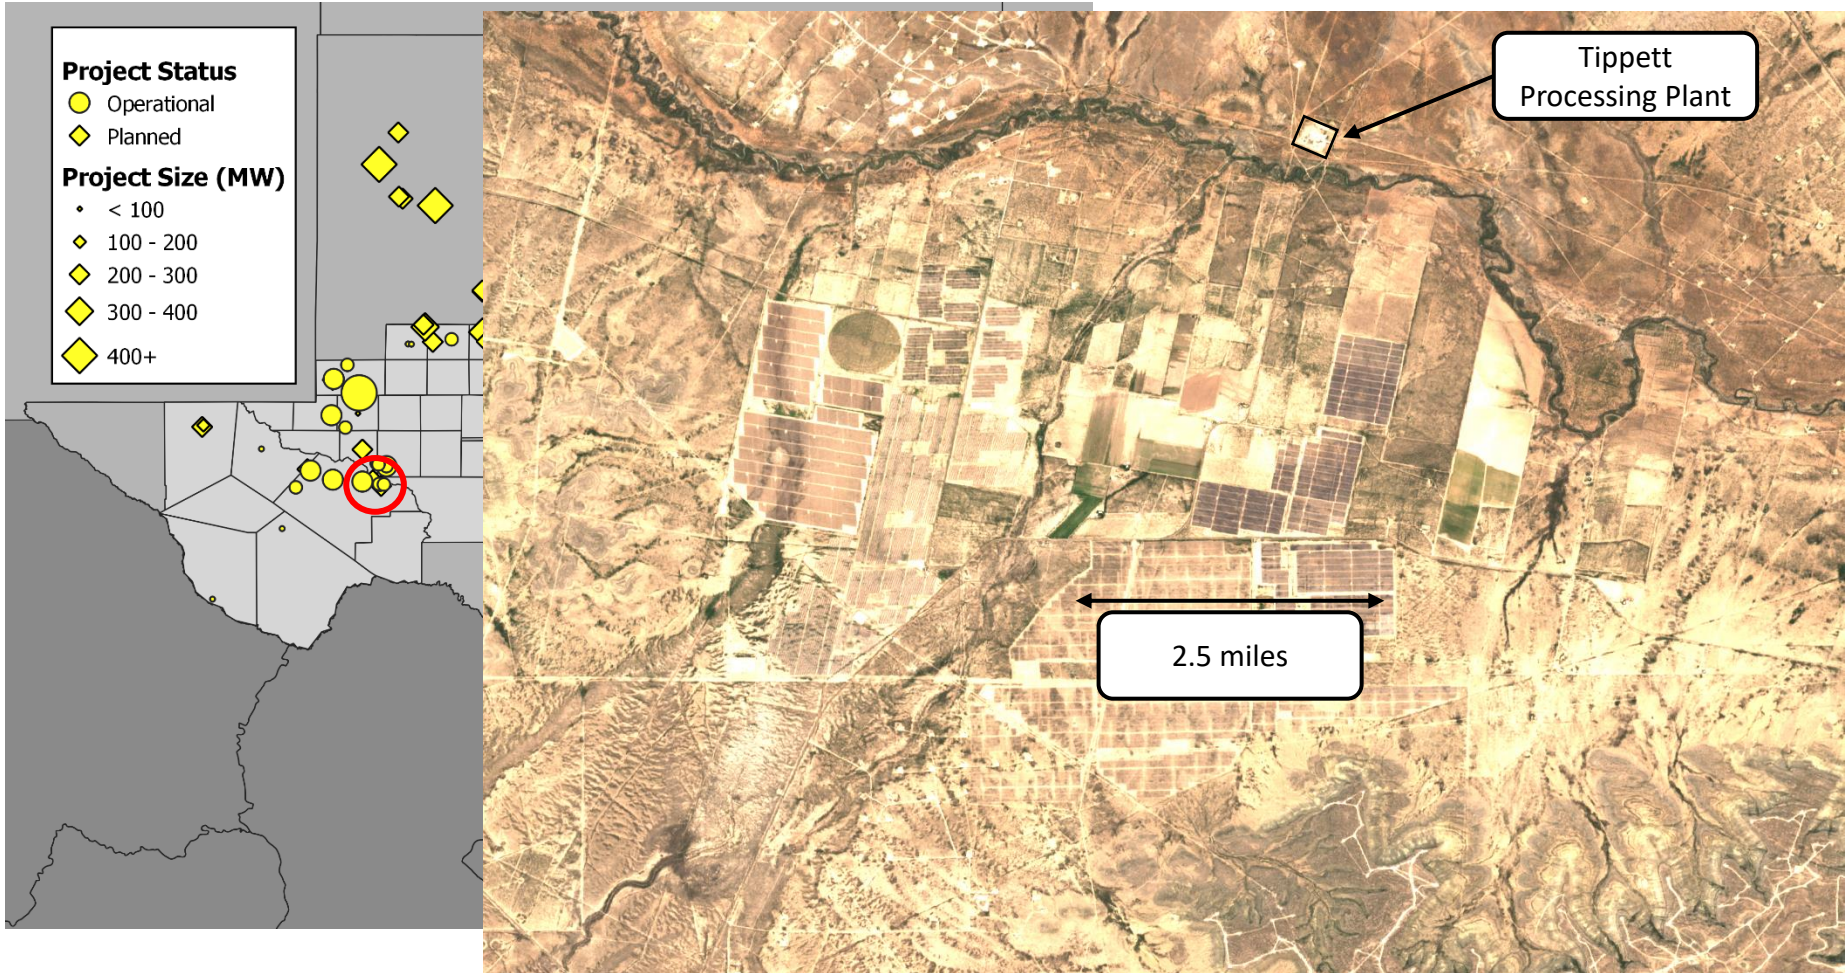 Project Status
Operational
Planned
Project Size (MW)
< 100
100 - 200
200 - 300
300 - 400
400+
Tippett
Processing Plant
2.5 miles